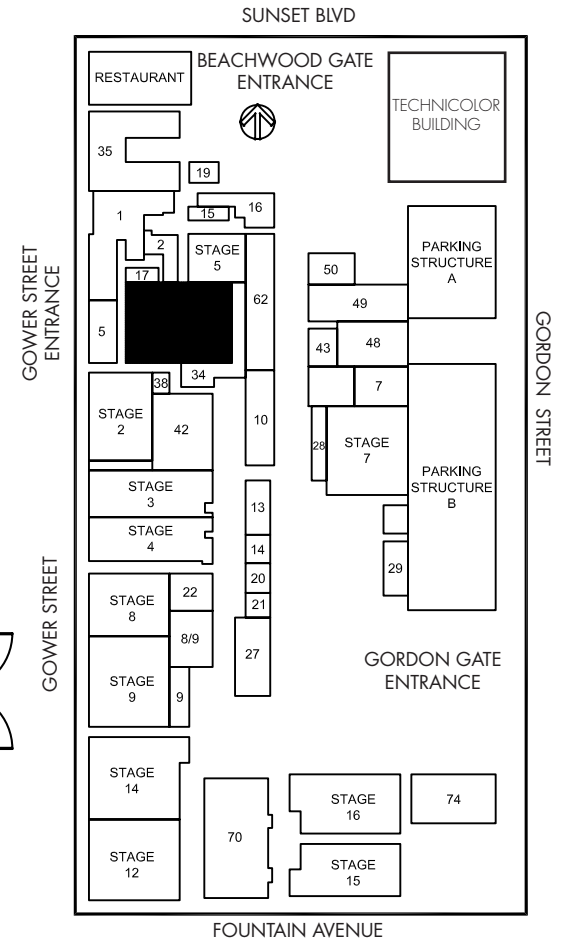 SUNSET BLVD
RESTAURANT
BEACHWOOD GATE
ENTRANCE
TECHNICOLOR
BUILDING
35
19
1
15
16
2
STAGE
5
17
62
50
49
PARKING
STRUCTURE
A
GOWER STREET
ENTRANCE
5
34
43
48
GORDON STREET
STAGE
2
38
42
10
7
28
STAGE
7
PARKING
STRUCTURE
B
STAGE
3
STAGE
4
13
14
20
21
29
GOWER STREET
STAGE
8
22
8/9
STAGE
9
9
27
GORDON GATE
ENTRANCE
STAGE
14
STAGE
12
70
STAGE
16
74
STAGE
15
FOUNTAIN AVENUE